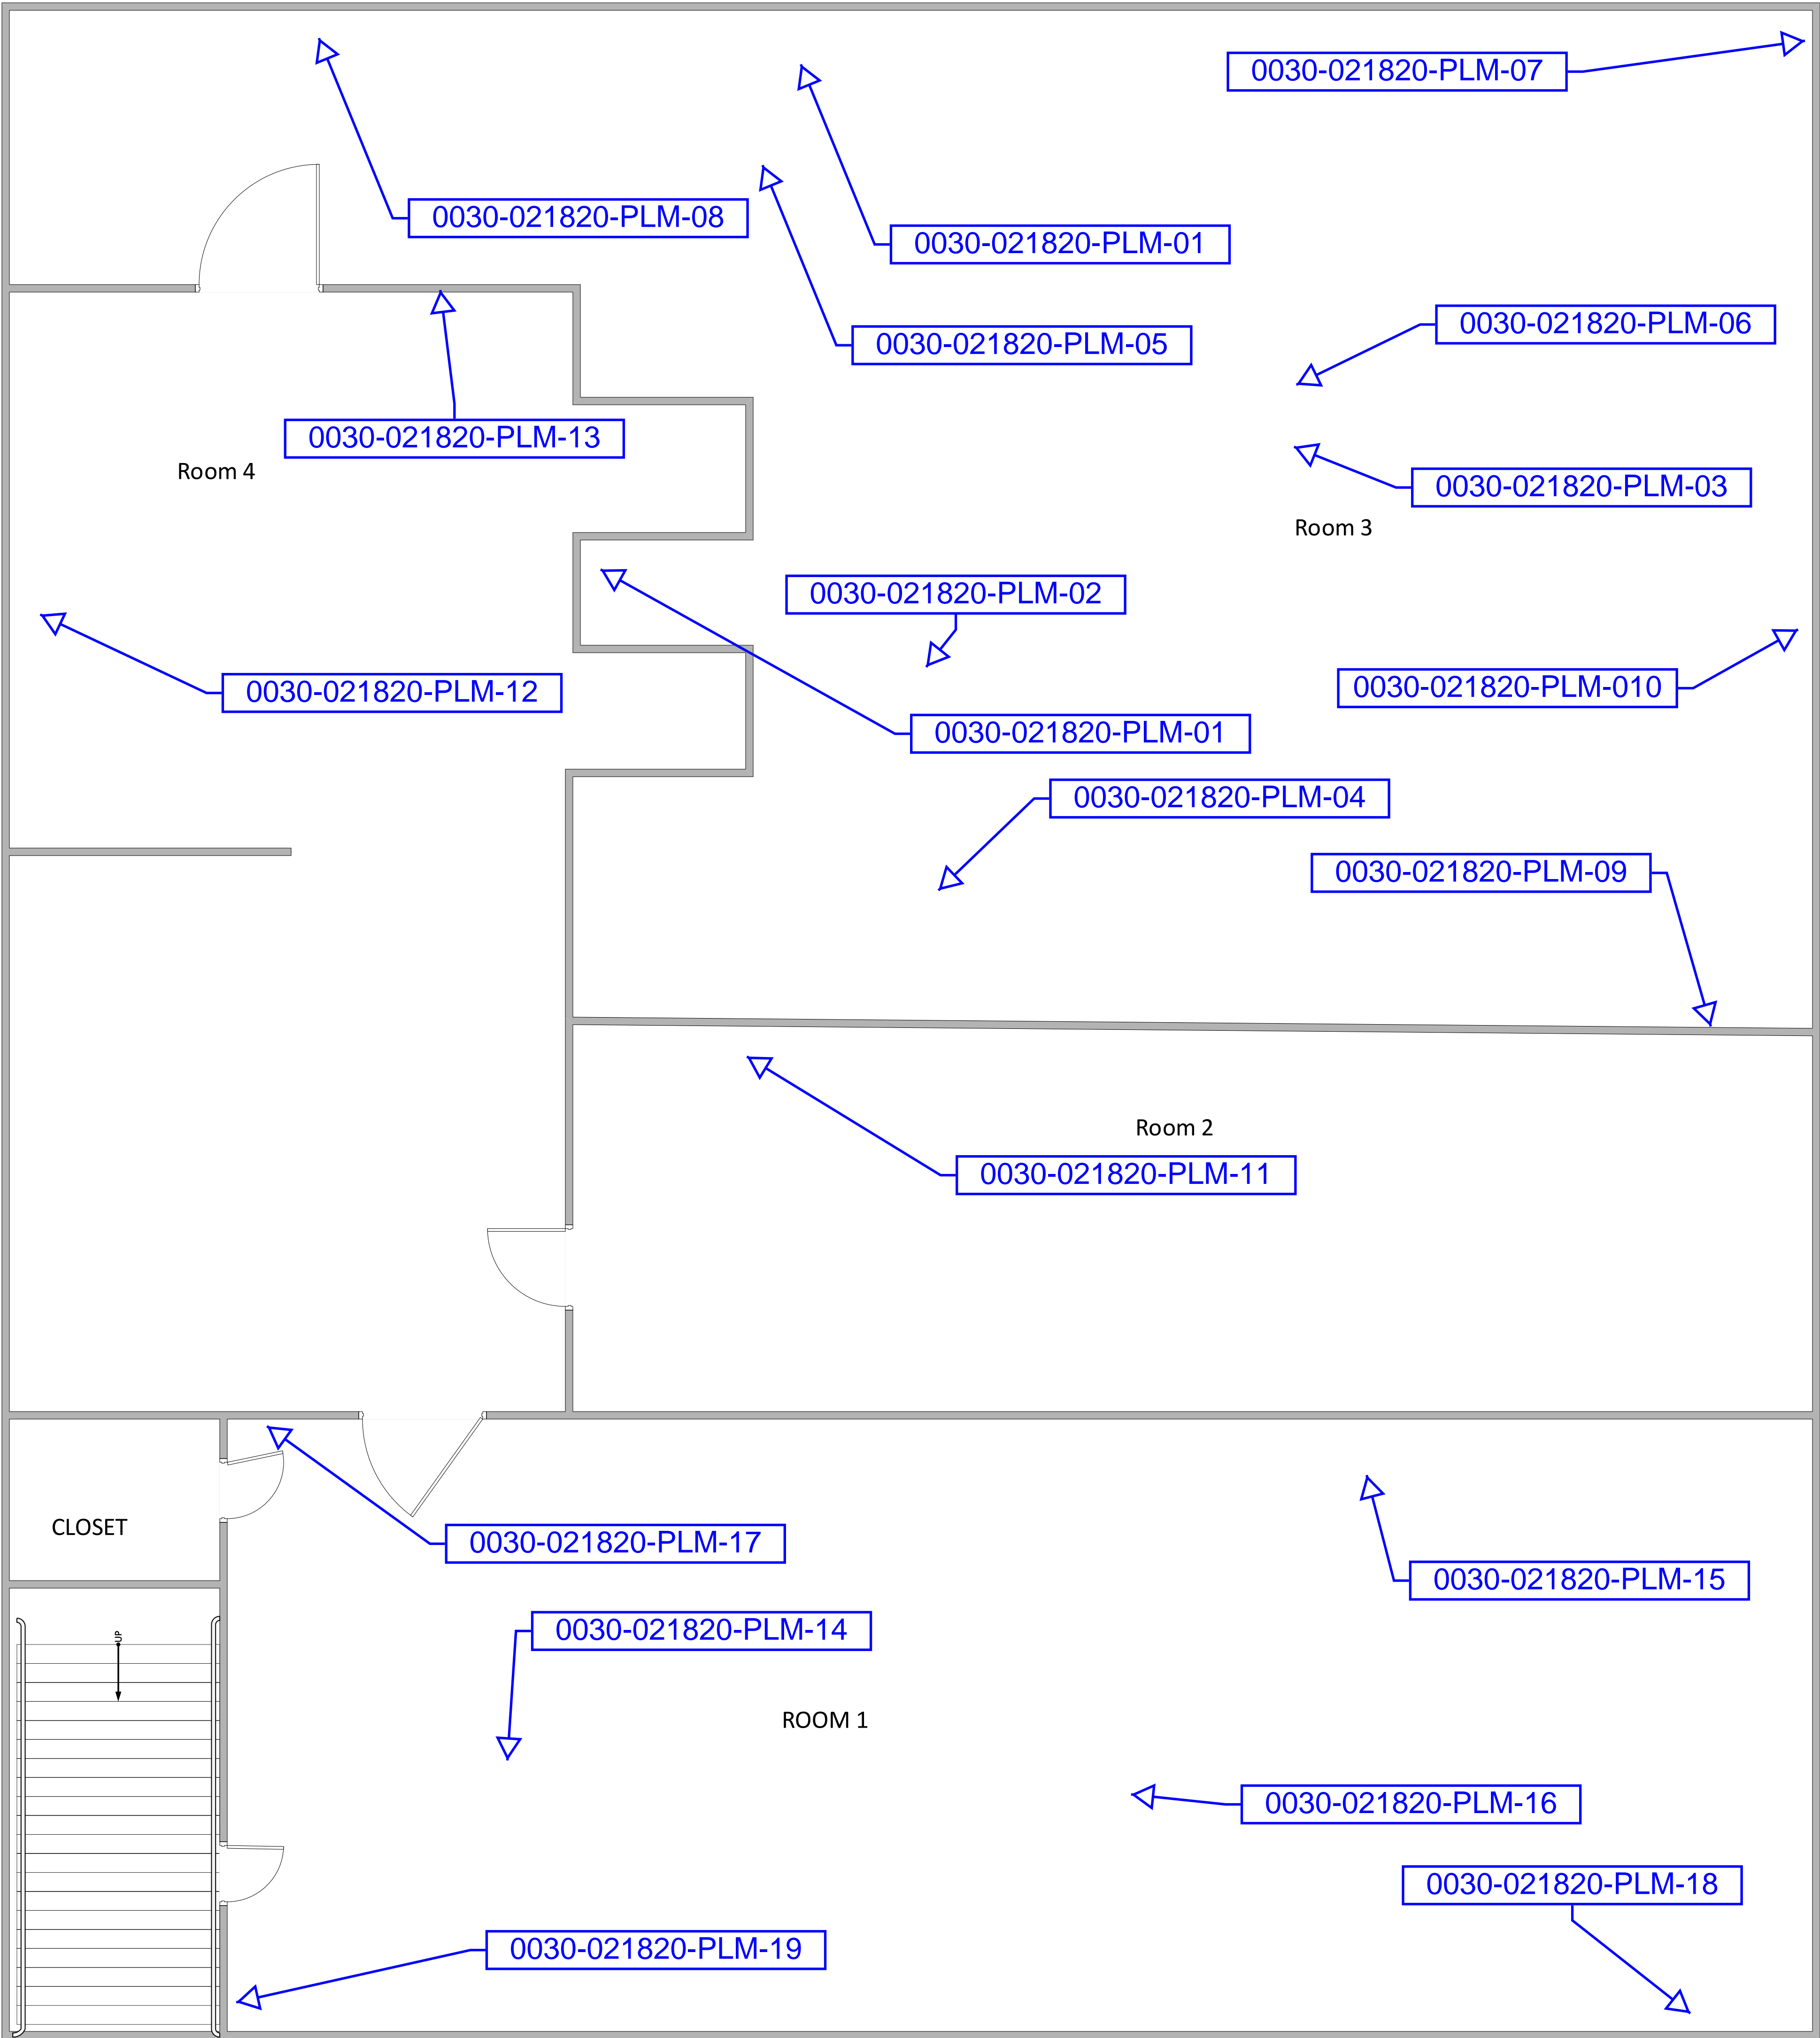 0030-021820-PLM-07
0030-021820-PLM-08
0030-021820-PLM-01
0030-021820-PLM-06
0030-021820-PLM-05
0030-021820-PLM-13
Room 4
0030-021820-PLM-03
Room 3
0030-021820-PLM-02
0030-021820-PLM-12
0030-021820-PLM-010
0030-021820-PLM-01
0030-021820-PLM-04
0030-021820-PLM-09
Room 2
0030-021820-PLM-11
CLOSET
0030-021820-PLM-17
0030-021820-PLM-15
0030-021820-PLM-14
UP
ROOM 1
0030-021820-PLM-16
0030-021820-PLM-18
0030-021820-PLM-19